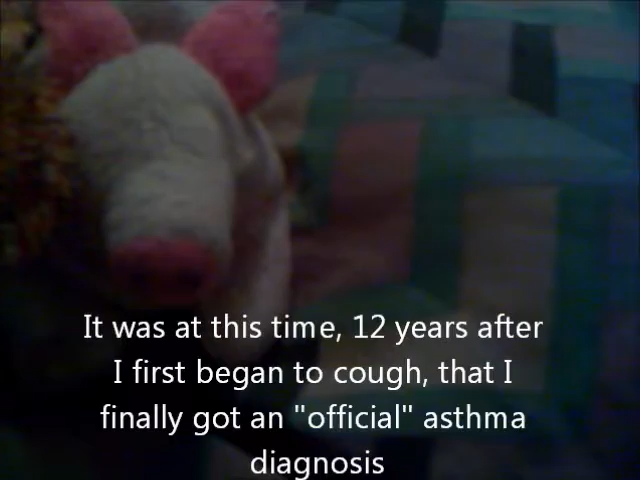 It was at this time, 12 years after
I first began to cough, that I
finally got an "official" asthma
diagnosis